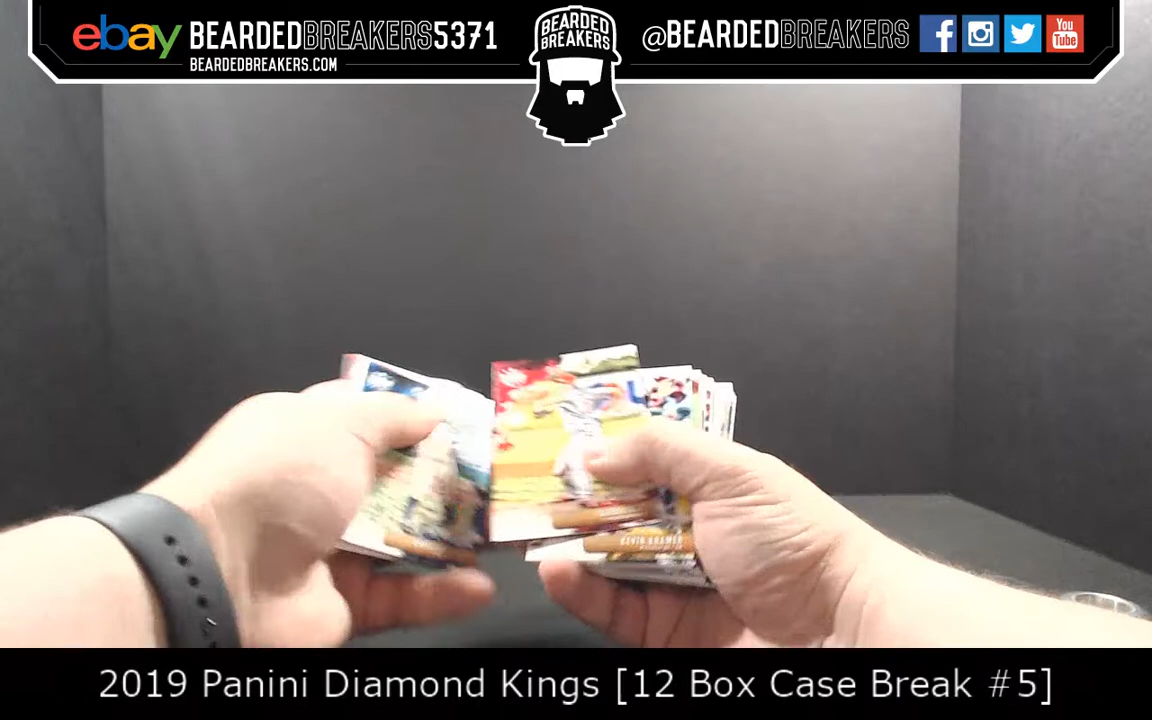 ebay BEARDEDBREAKERS5371
BEARDEDBREAKERS.COM
BEARDED
BREAKERS
@BEARDEDBREAKERS
You
Tube
KEVIN KRAMER
2019 Panini Diamond Kings [12 Box Case Break #5]